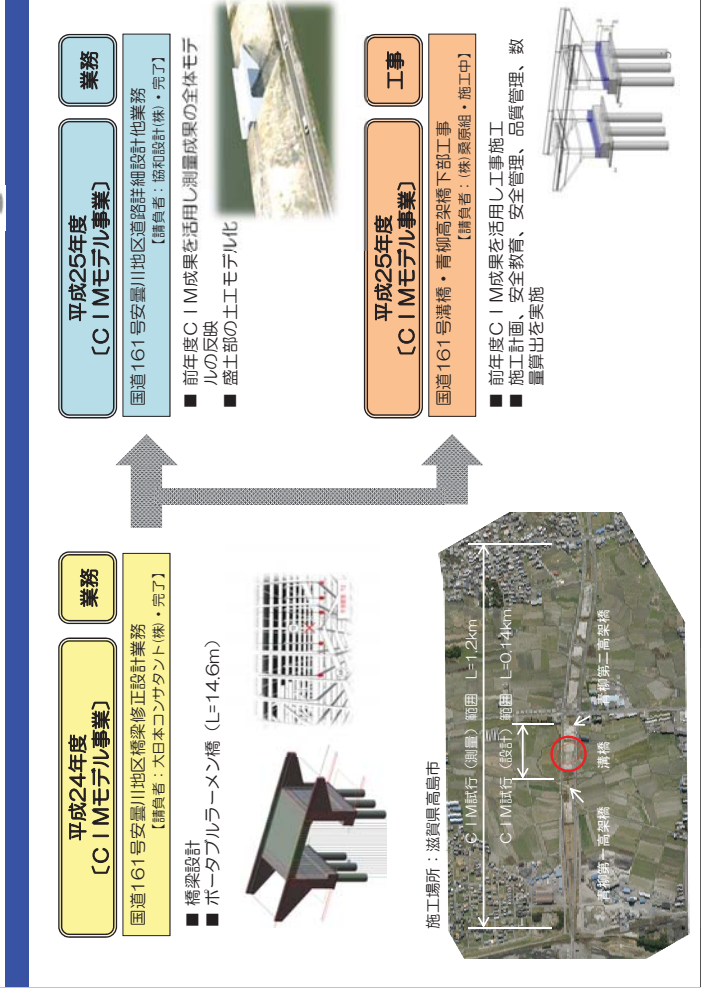 平成24年度
〔ＣＩＭモデル事業〕
業務
国道161号安曇川地区橋梁修正設計業務
【請負者：大日本コンサタント(株)・完了】
■ 橋梁設計
■ ポータブルラーメン橋（L=14.6m）
施工場所：滋賀県高島市
ＣＩＭ試行（測量）範囲　L=1.2km
ＣＩＭ試行（設計）範囲　L=0.14km
青柳第一高架橋
溝橋
青柳第二高架橋
平成25年度
〔ＣＩＭモデル事業〕
業務
国道161号安曇川地区道路詳細設計他業務
【請負者：協和設計(株)・完了】
■ 前年度ＣＩＭ成果を活用し測量成果の全体モデ
ルの反映
■ 盛土部の土工モデル化
平成25年度
〔ＣＩＭモデル事業〕
工事
国道161号溝橋・青柳高架橋下部工事
【請負者：(株)桑原組・施工中】
■ 前年度ＣＩＭ成果を活用し工事施工
■ 施工計画、安全教育、安全管理、品質管理、数
量算出を実施